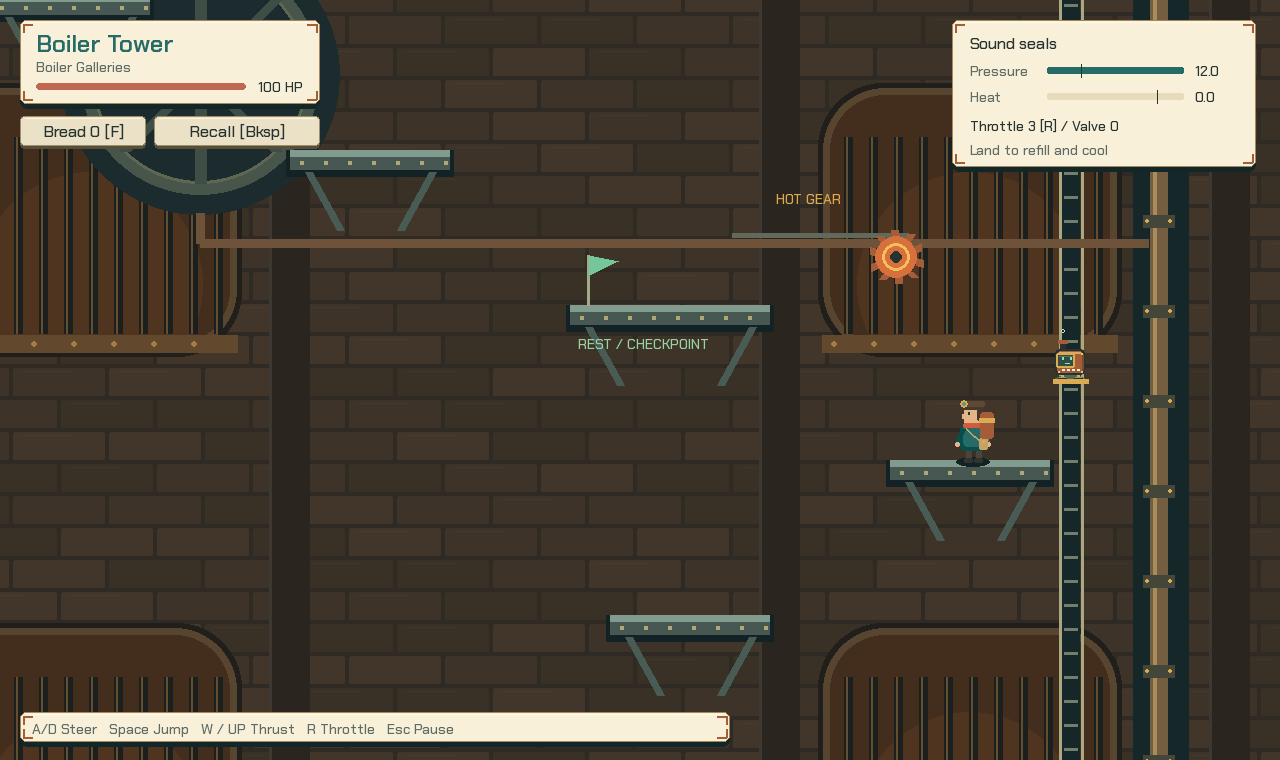 Boiler Tower
Boiler Galleries
100 HP
Bread 0 [F]
Recall [Bksp]
Sound seals
Pressure 12.0
Heat 0.0
Throttle 3 [R] / Valve 0
Land to refill and cool
HOT GEAR
REST / CHECKPOINT
A/D Steer Space Jump W / UP Thrust R Throttle Esc Pause